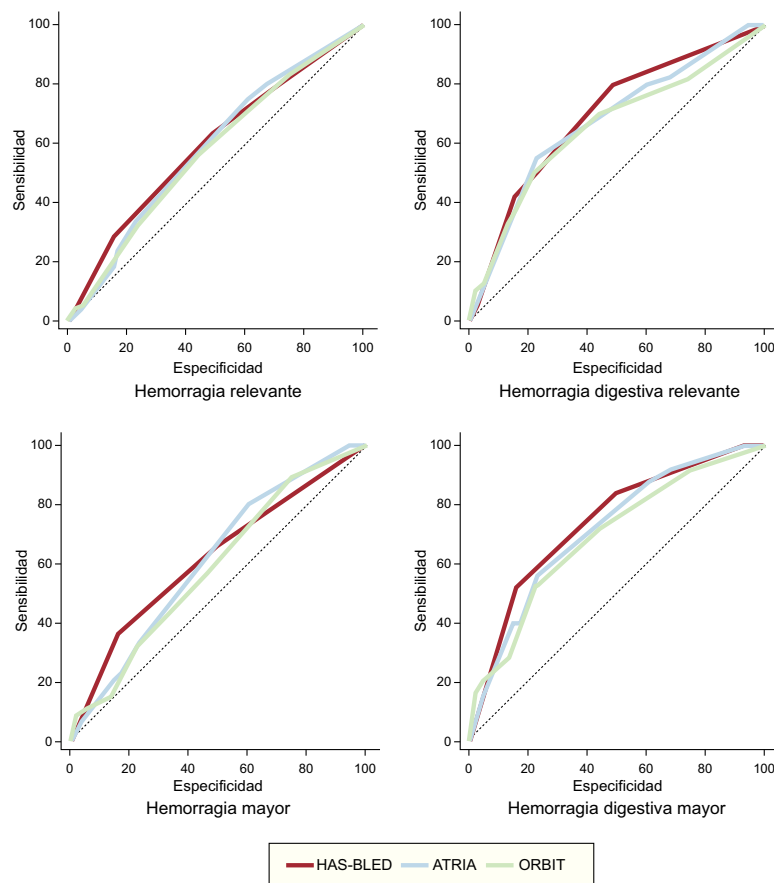 100
80
60
40
20
0
Sensibilidad
0 20 40 60 80 100
Especificidad
Hemorragia relevante
100
80
60
40
20
0
Sensibilidad
0 20 40 60 80 100
Especificidad
Hemorragia digestiva relevante
100
80
60
40
20
0
Sensibilidad
0 20 40 60 80 100
Especificidad
Hemorragia mayor
100
80
60
40
20
0
Sensibilidad
0 20 40 60 80 100
Especificidad
Hemorragia digestiva mayor
HAS-BLED ATRIA ORBIT